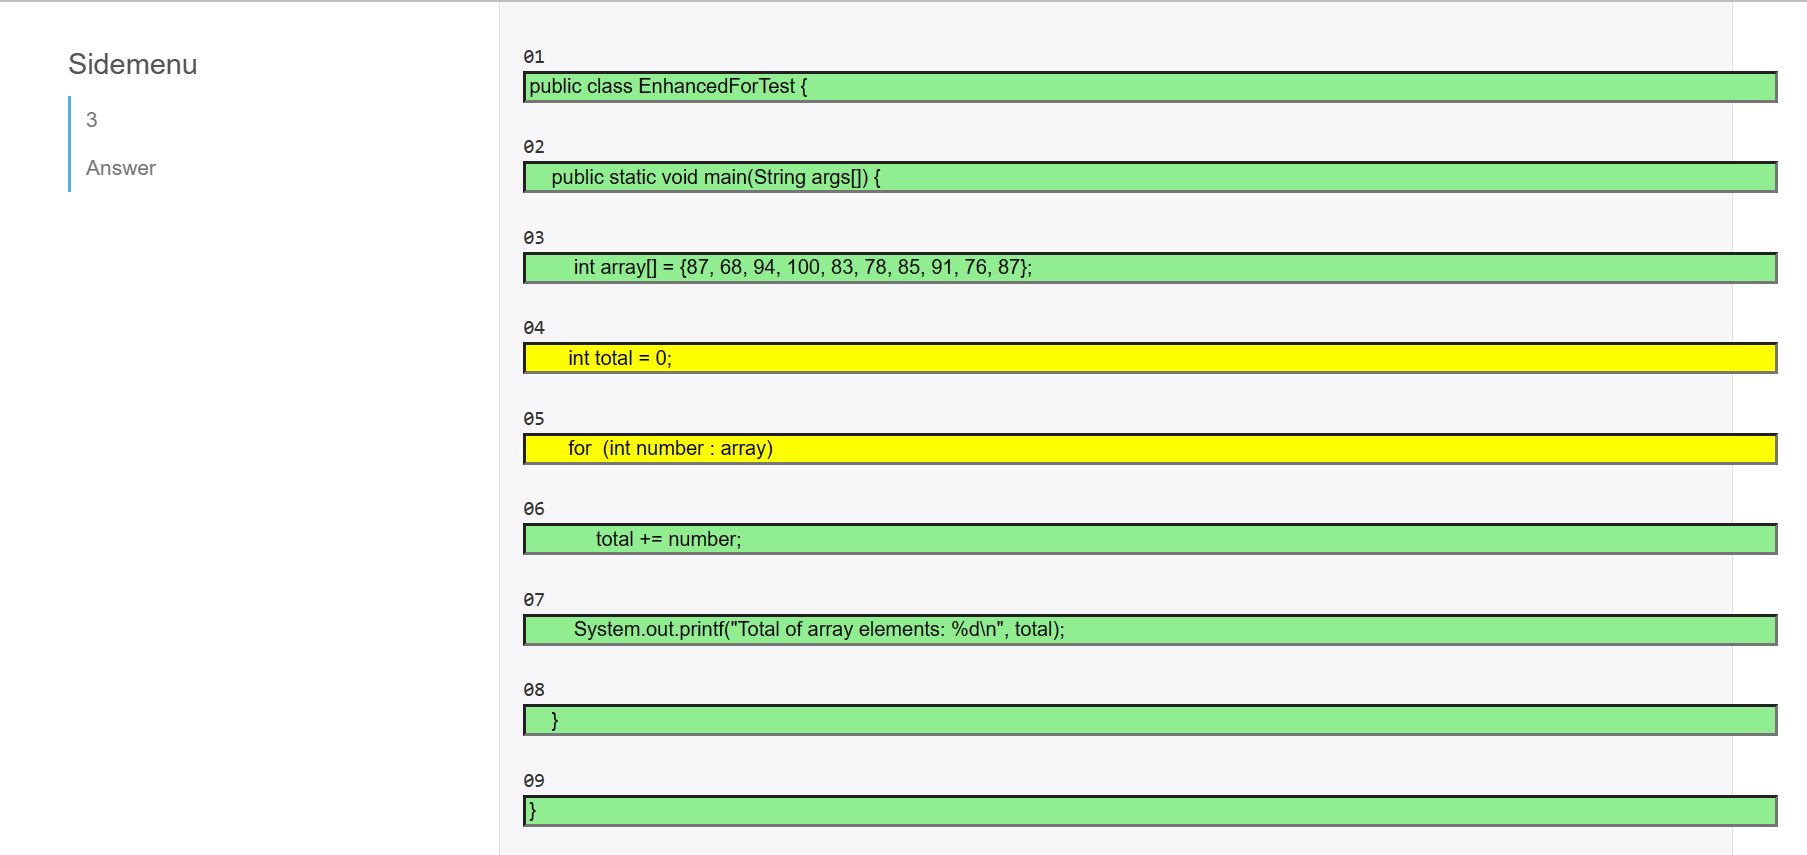 Sidemenu
3
Answer
01
public class EnhancedForTest {
02
    public static void main(String args[]) {
03
        int array[] = {87, 68, 94, 100, 83, 78, 85, 91, 76, 87};
04
       int total = 0;
05
       for  (int number : array)
06
            total += number;
07
        System.out.printf("Total of array elements: %d\n", total);
08
    }
09
}